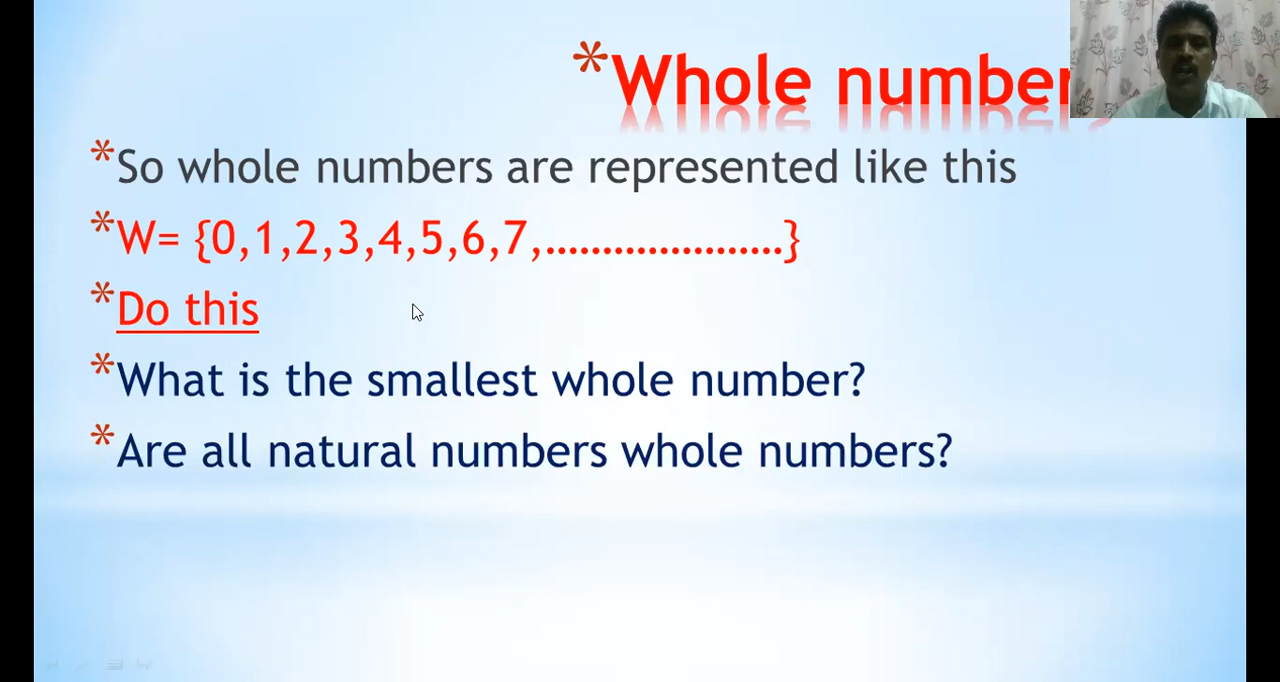 *Whole number
*So whole numbers are represented like this
*W= {0,1,2,3,4,5,6,7,.....................}
*Do this
*What is the smallest whole number?
*Are all natural numbers whole numbers?